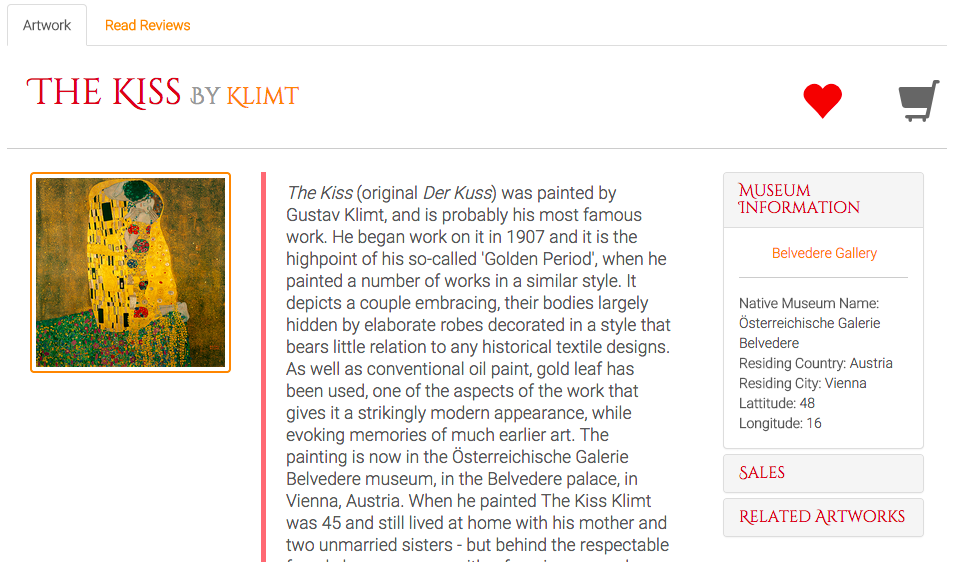 Artwork
Read Reviews
The Kiss by Klimt
The Kiss (original Der Kuss) was painted by
Gustav Klimt, and is probably his most famous
work. He began work on it in 1907 and it is the
highpoint of his so-called 'Golden Period', when he
painted a number of works in a similar style. It
depicts a couple embracing, their bodies largely
hidden by elaborate robes decorated in a style that
bears little relation to any historical textile designs.
As well as conventional oil paint, gold leaf has
been used, one of the aspects of the work that
gives it a strikingly modern appearance, while
evoking memories of much earlier art. The
painting is now in the Österreichische Galerie
Belvedere museum, in the Belvedere palace, in
Vienna, Austria. When he painted The Kiss Klimt
was 45 and still lived at home with his mother and
two unmarried sisters - but behind the respectable
Museum
Information
Belvedere Gallery
Native Museum Name:
Österreichische Galerie
Belvedere
Residing Country: Austria
Residing City: Vienna
Lattitude: 48
Longitude: 16
Sales
Related Artworks